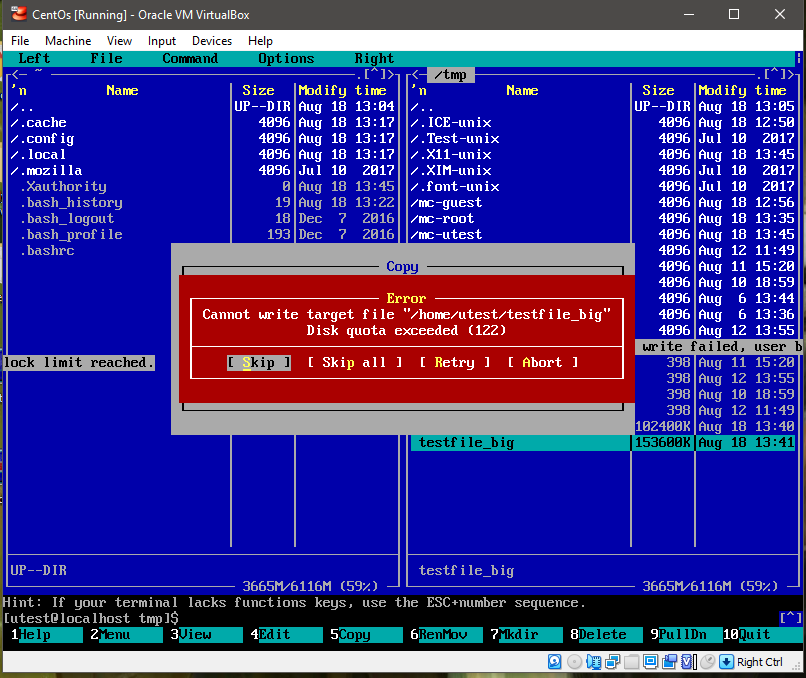 CentOs [Running] - Oracle VM VirtualBox
File Machine View Input Devices Help
Left File Command Options Right
<- ~ .[^]> <- /tmp .[^]>
'n Name Size Modify time 'n Name Size Modify time
/.. UP--DIR Aug 18 13:04 /.. UP--DIR Aug 18 13:05
/.cache 4096 Aug 18 13:17 /.ICE-unix 4096 Aug 18 12:50
/.config 4096 Aug 18 13:17 /.Test-unix 4096 Jul 10 2017
/.local 4096 Aug 18 13:17 /.X11-unix 4096 Aug 18 13:45
/.mozilla 4096 Jul 10 2017 /.XIM-unix 4096 Jul 10 2017
.Xauthority 0 Aug 18 13:45 /.font-unix 4096 Jul 10 2017
.bash_history 19 Aug 18 13:22 /mc-guest 4096 Aug 18 12:56
.bash_logout 18 Dec 7 2016 /mc-root 4096 Aug 18 13:35
.bash_profile 193 Dec 7 2016 /mc-utest 4096 Aug 18 13:45
.bashrc 4096 Aug 12 11:49
Copy 4096 Aug 11 15:20
4096 Aug 10 18:59
Error 4096 Aug 6 13:44
Cannot write target file "/home/utest/testfile_big" 4096 Aug 6 13:36
Disk quota exceeded (122) 4096 Aug 12 13:55
write failed, user b
lock limit reached. [ Skip ] [ Skip all ] [ Retry ] [ Abort ] 398 Aug 11 15:20
398 Aug 12 13:55
398 Aug 10 18:59
398 Aug 12 11:49
102400K Aug 18 13:40
testfile_big 153600K Aug 18 13:41
UP--DIR testfile_big
3665M/6116M (59%) 3665M/6116M (59%)
Hint: If your terminal lacks functions keys, use the ESC+number sequence.
[utest@localhost tmp]$ [^]
1Help 2Menu 3View 4Edit 5Copy 6RenMov 7Mkdir 8Delete 9PullDn 10Quit
Right Ctrl